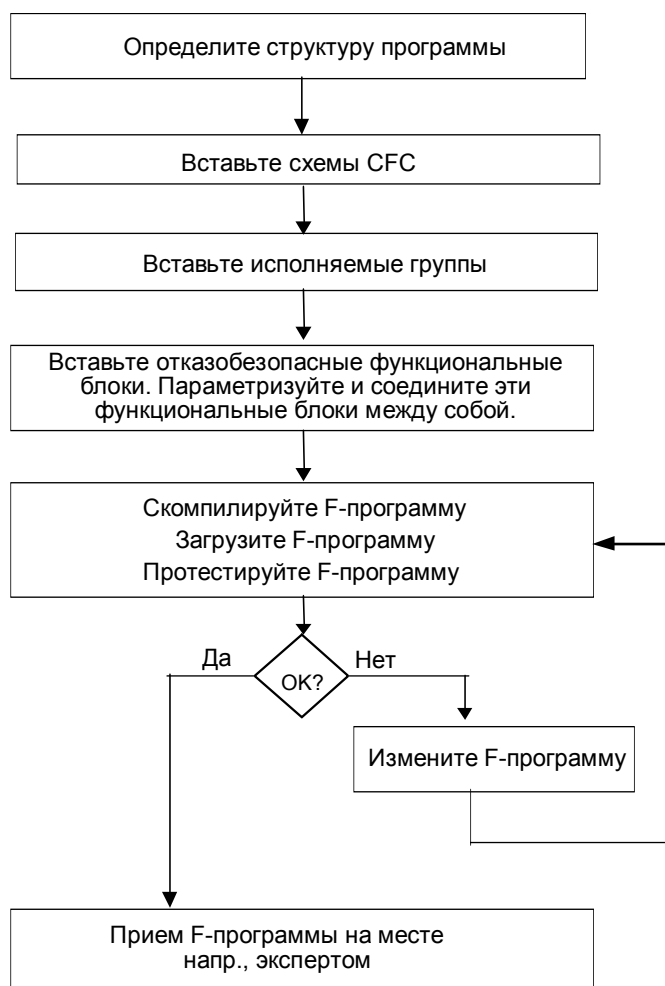 Определите структуру программы
Вставьте схемы CFC
Вставьте исполняемые группы
Вставьте отказобезопасные функциональные
блоки. Параметризуйте и соедините эти
функциональные блоки между собой.
Скомпилируйте F-программу
Загрузите F-программу
Протестируйте F-программу
Да
OK?
Нет
Измените F-программу
Прием F-программы на месте
напр., экспертом